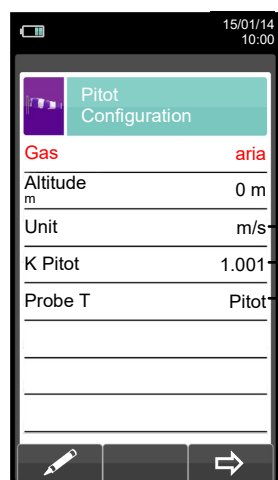 15/01/14
10:00
Pitot
Configuration
Gas aria
Altitude 0 m
m
Unit m/s
K Pitot 1.001
Probe T Pitot